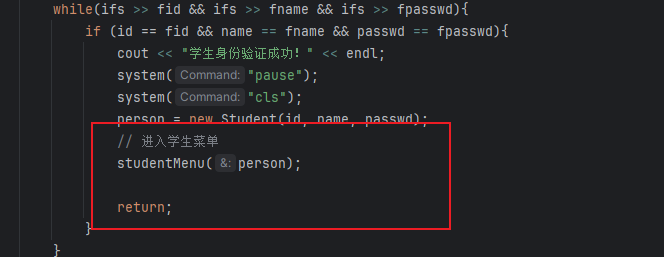 while(ifs >> fid && ifs >> fname && ifs >> fpasswd){
if (id == fid && name == fname && passwd == fpasswd){
cout << "学生身份验证成功！" << endl;
system( Command: "pause");
system( Command: "cls");
person = new Student(id, name, passwd);
// 进入学生菜单
studentMenu( &: person);
return;
}
}